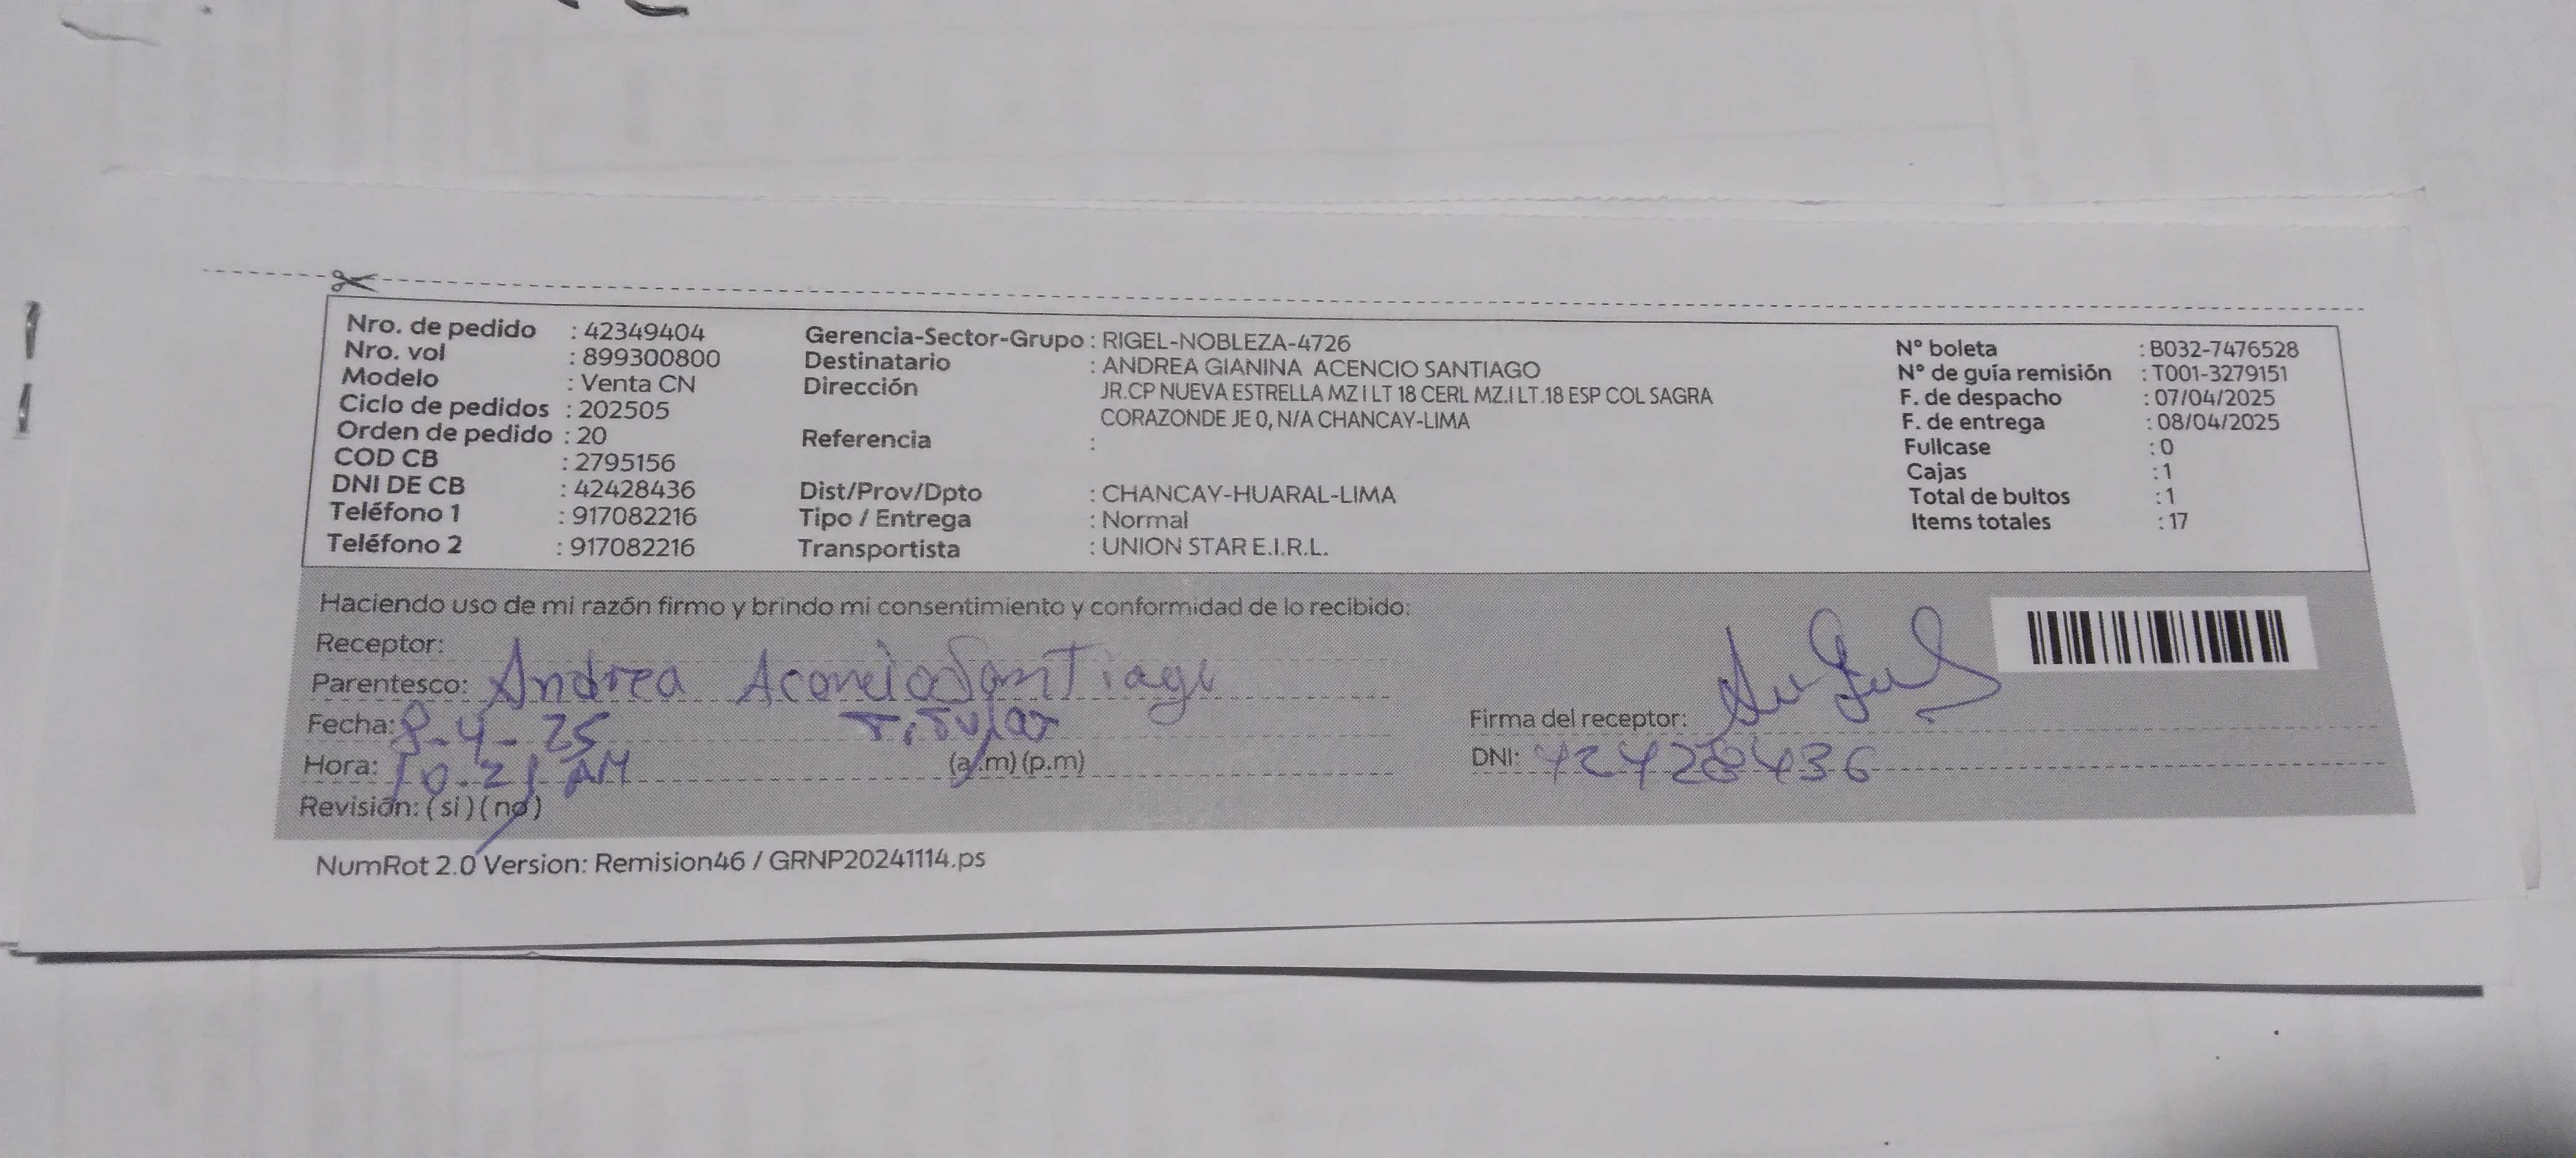 Nro. de pedido : 42349404
Nro. vol : 899300800
Modelo : Venta CN
Ciclo de pedidos : 202505
Orden de pedido : 20
COD CB : 2795156
DNI DE CB : 42428436
Teléfono 1 : 917082216
Teléfono 2 : 917082216
Gerencia-Sector-Grupo : RIGEL-NOBLEZA-4726
Destinatario : ANDREA GIANINA ACENCIO SANTIAGO
Dirección JR.CP NUEVA ESTRELLA MZ I LT 18 CERL MZ.I LT.18 ESP COL SAGRA
CORAZONDE JE 0, N/A CHANCAY-LIMA
Referencia :
Dist/Prov/Dpto : CHANCAY-HUARAL-LIMA
Tipo / Entrega : Normal
Transportista : UNION STAR E.I.R.L.
N° boleta : B032-7476528
N° de guía remisión : T001-3279151
F. de despacho : 07/04/2025
F. de entrega : 08/04/2025
Fullcase : 0
Cajas : 1
Total de bultos : 1
Items totales : 17
Haciendo uso de mi razón firmo y brindo mi consentimiento y conformidad de lo recibido:
Receptor:
Parentesco: Andrea Acencio Santiago
Fecha: 8-4-25 Titular
Hora: 10.21 AM (a.m) (p.m)
Revisión: (si) (no)
Firma del receptor:
DNI: 42428436
NumRot 2.0 Version: Remision46 / GRNP20241114.ps